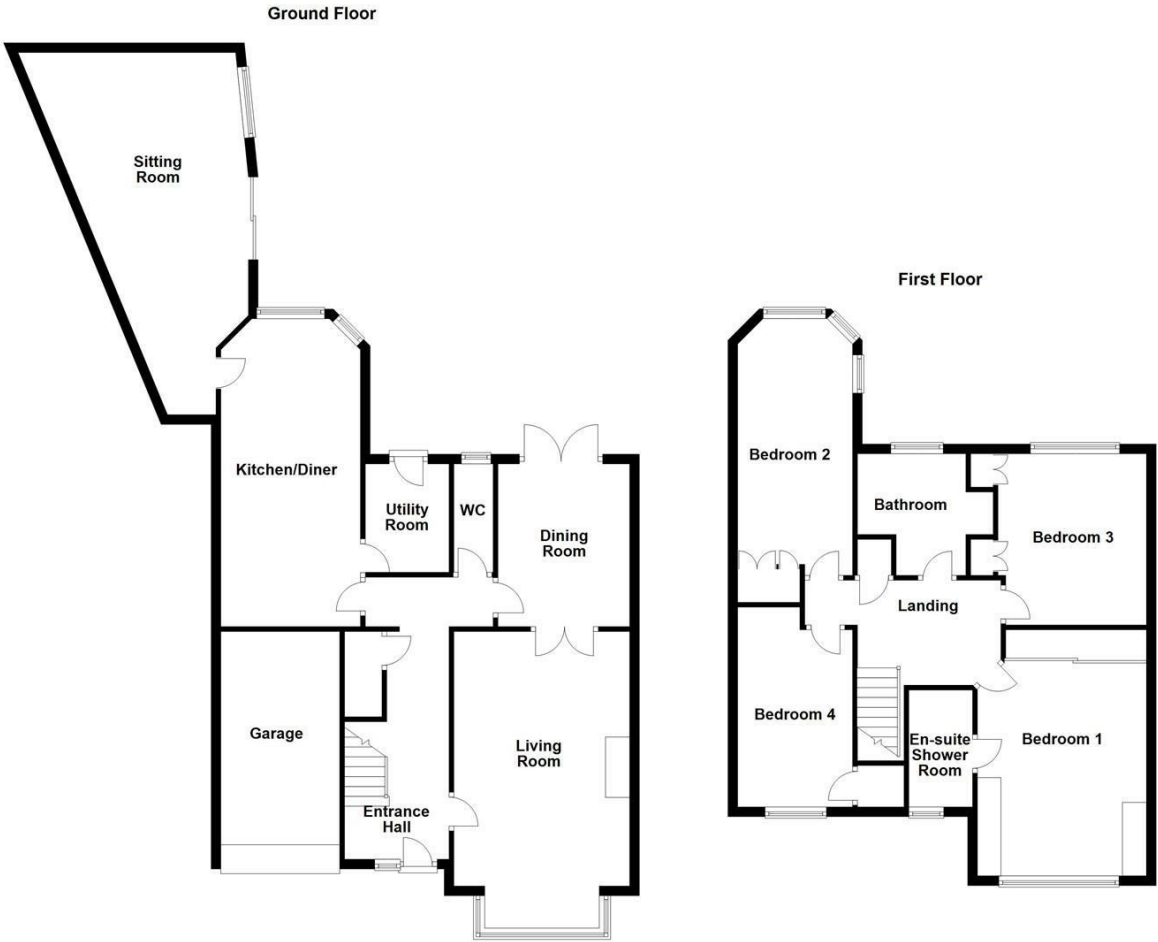 Ground Floor
Sitting
Room
Kitchen/Diner
Utility
Room
WC
Dining
Room
Garage
Living
Room
Entrance
Hall
First Floor
Bedroom 2
Bathroom
Bedroom 3
Landing
Bedroom 4
En-suite
Shower
Room
Bedroom 1